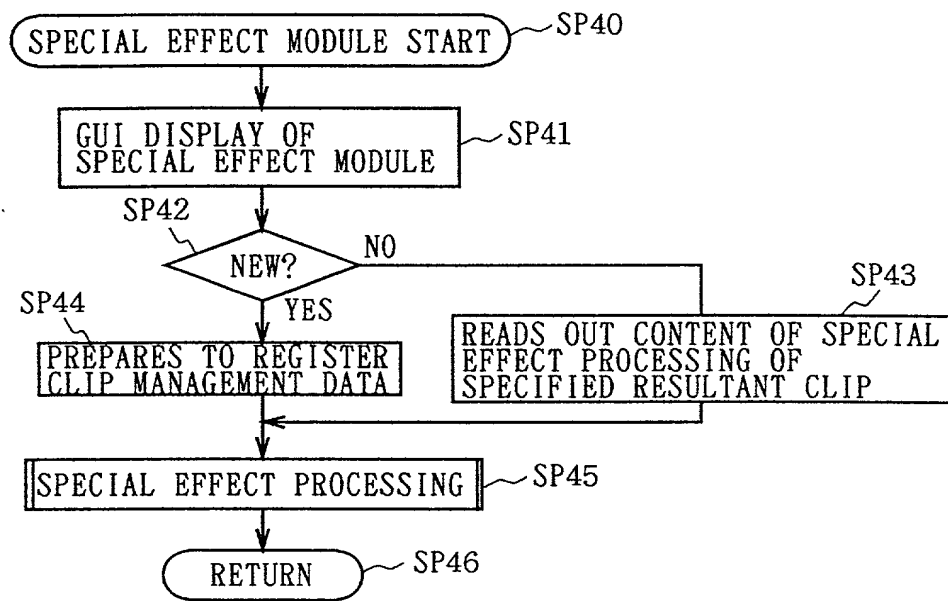 SPECIAL EFFECT MODULE START
SP40
GUI DISPLAY OF
SPECIAL EFFECT MODULE
SP41
SP42
NEW?
NO
YES
SP43
READS OUT CONTENT OF SPECIAL
EFFECT PROCESSING OF
SPECIFIED RESULTANT CLIP
SP44
PREPARES TO REGISTER
CLIP MANAGEMENT DATA
SPECIAL EFFECT PROCESSING
SP45
RETURN
SP46